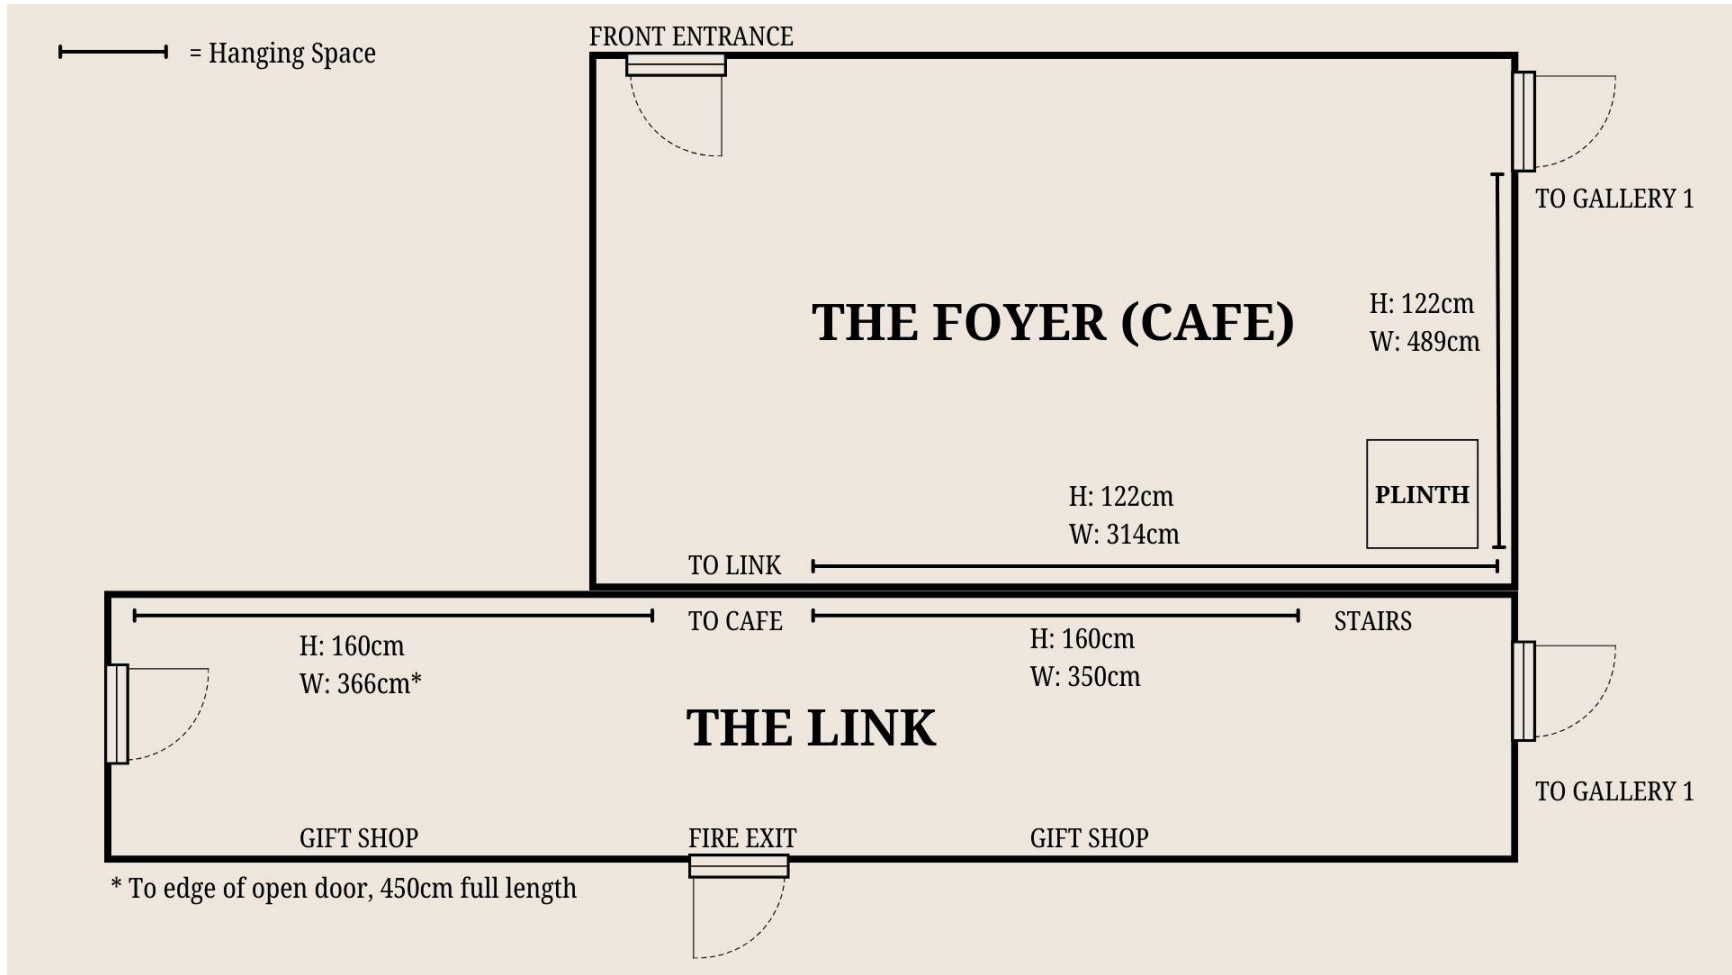 = Hanging Space
FRONT ENTRANCE
TO GALLERY 1
THE FOYER (CAFE)
H: 122cm
W: 489cm
PLINTH
H: 122cm
W: 314cm
TO LINK
TO CAFE
STAIRS
H: 160cm
W: 366cm*
H: 160cm
W: 350cm
THE LINK
TO GALLERY 1
GIFT SHOP
FIRE EXIT
GIFT SHOP
* To edge of open door, 450cm full length